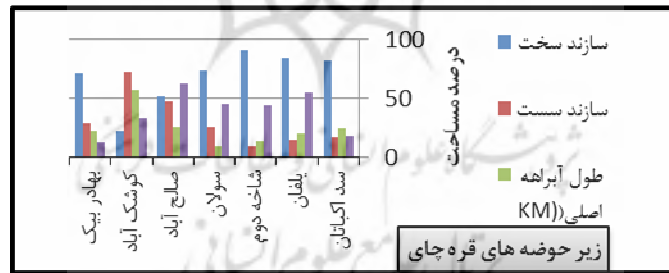 100
50
0
درصد مساحت
سازند سخت
سازند سست
طول آبراهه
اصلی((KM
بهادر بیک
کوشک آباد
صالح آباد
سولان
شاخه دوم
یلفان
سد اکباتان
زیر حوضه های قره چای